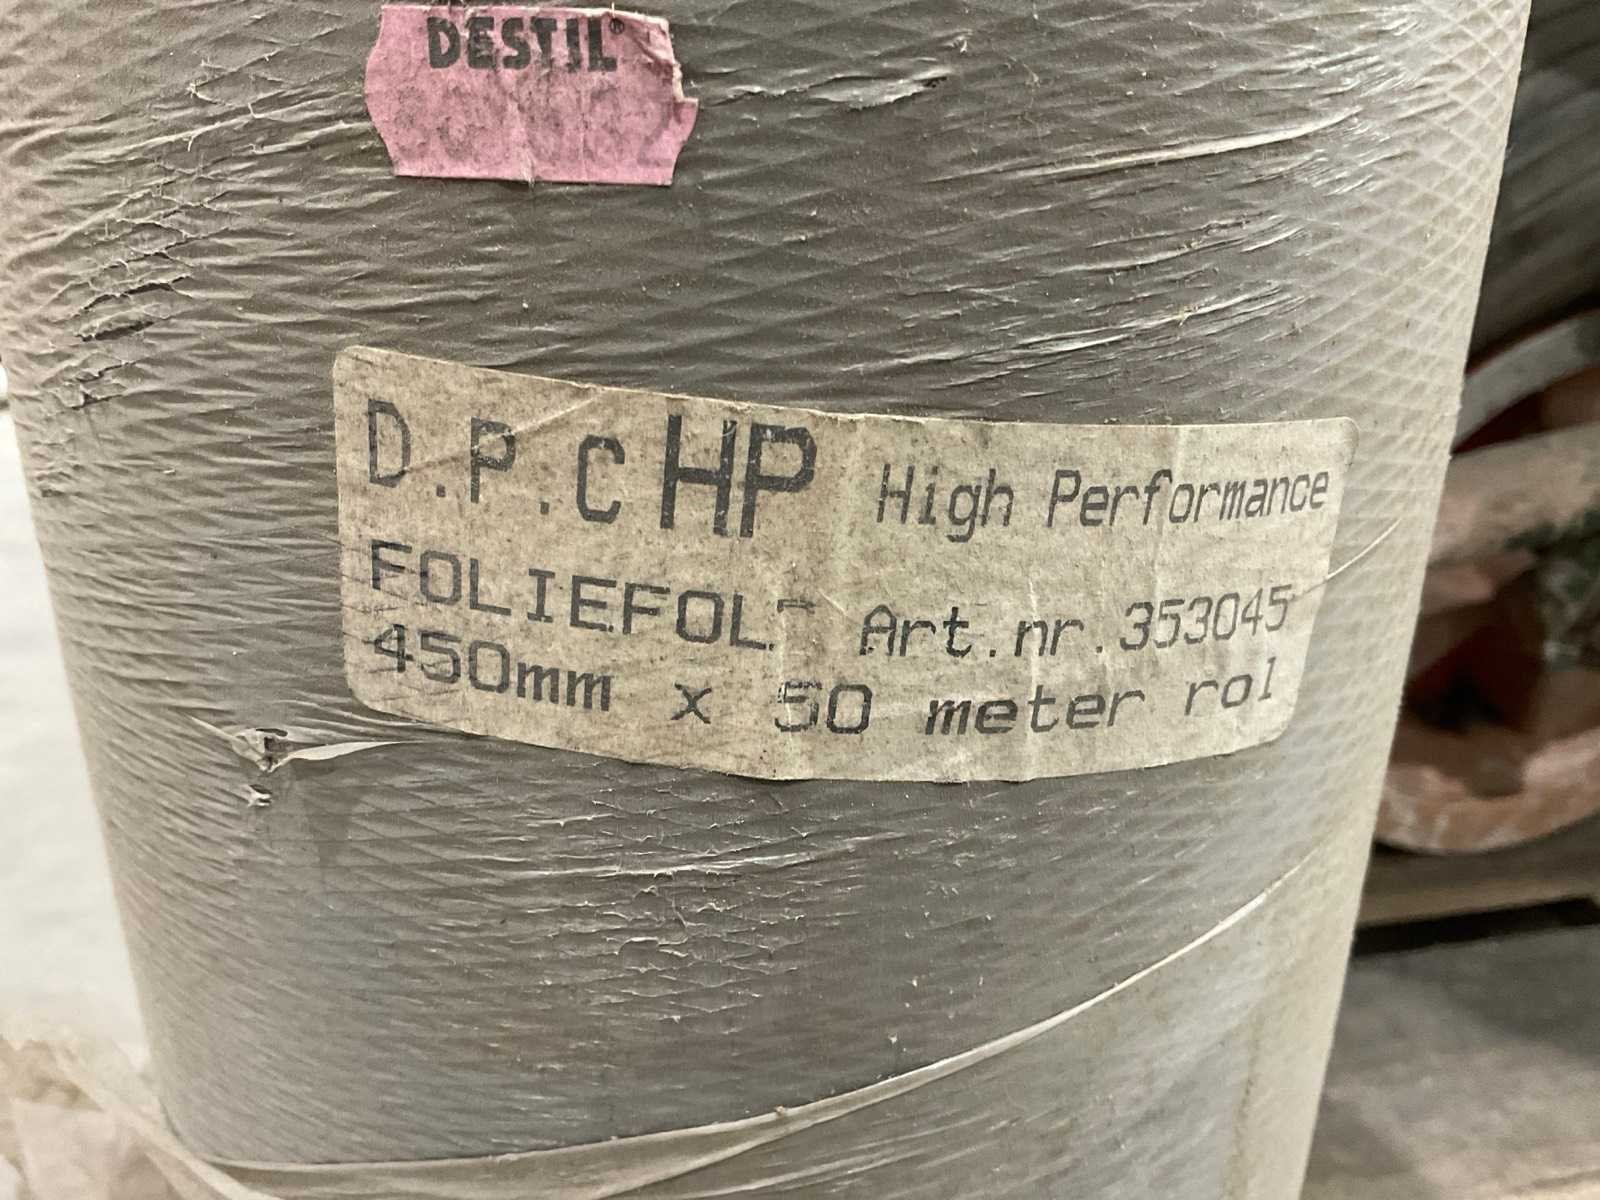 DESTIL®
D.P.C HP High Performance
FOLIEFOL Art.nr.353045
450mm x 50 meter rol